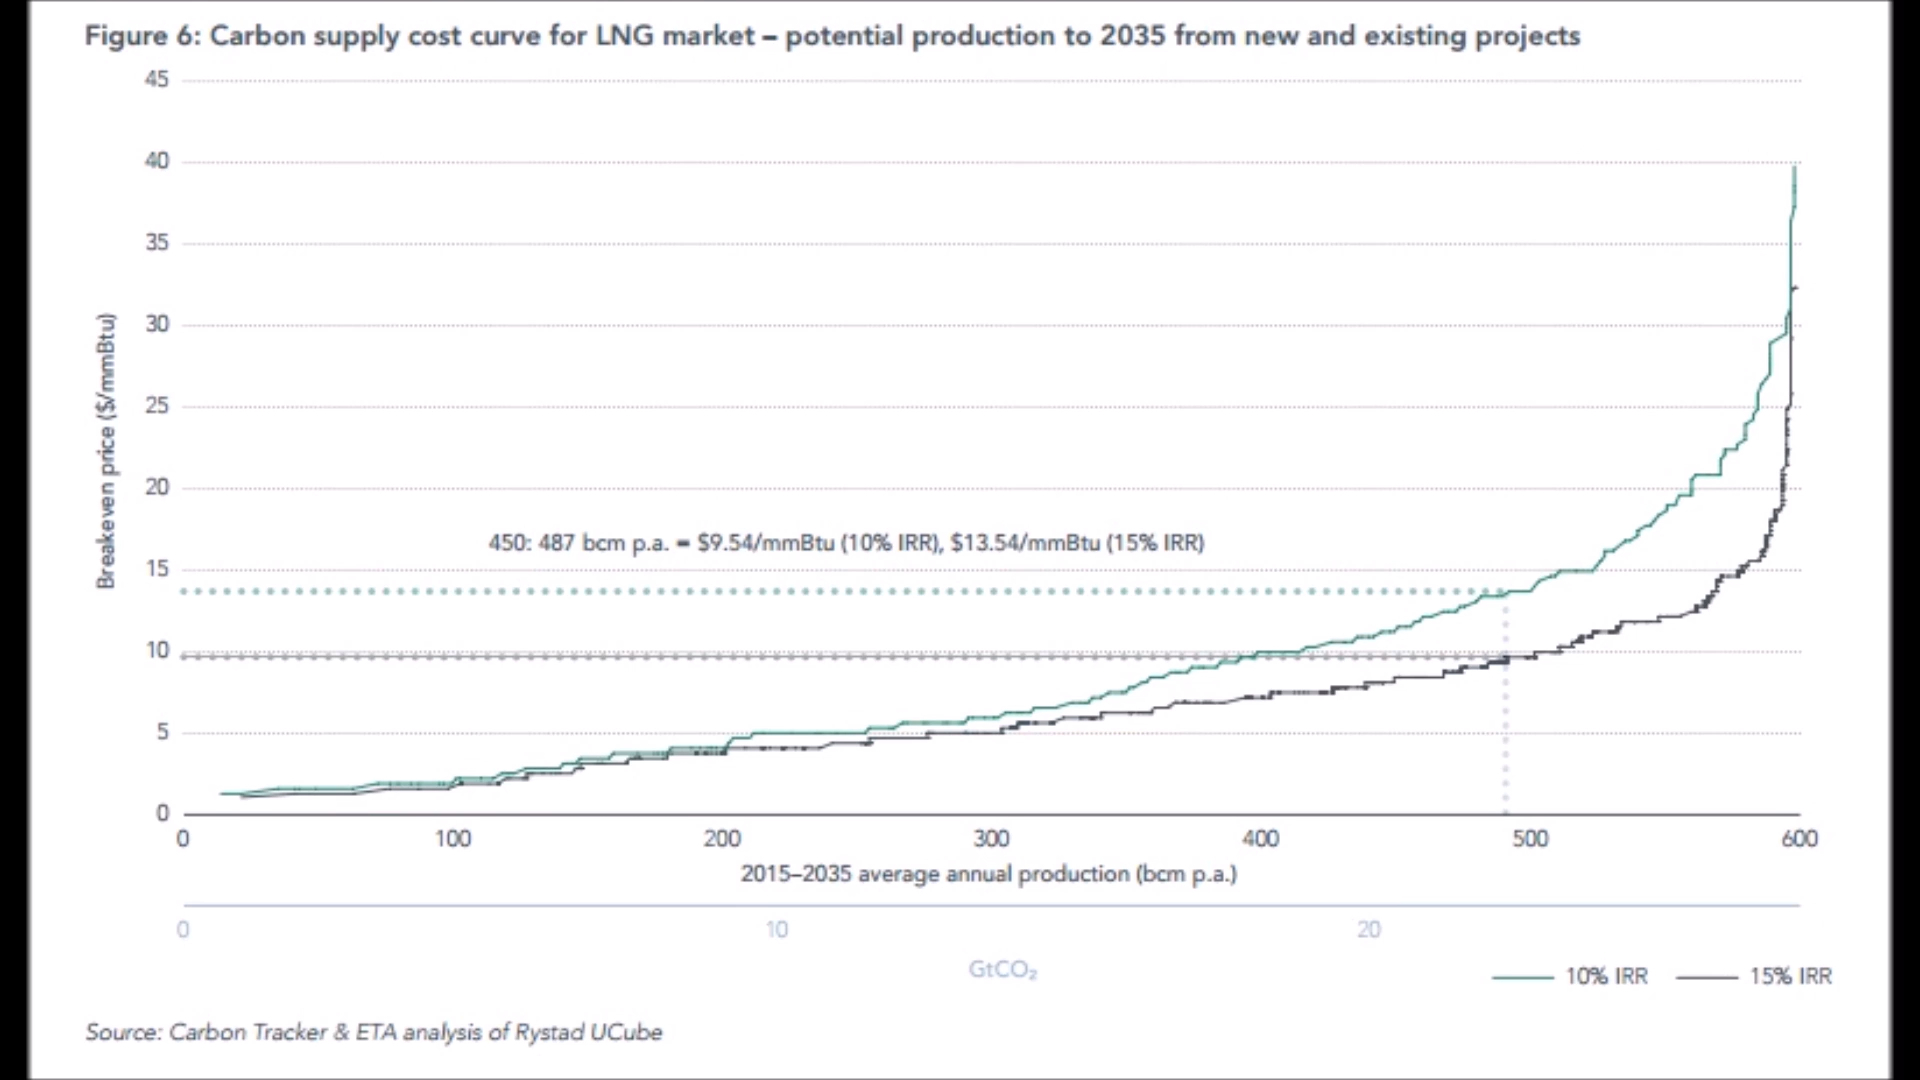 Figure 6: Carbon supply cost curve for LNG market – potential production to 2035 from new and existing projects
45
40
35
30
25
20
15
10
5
0
Breakeven price ($/mmBtu)
450: 487 bcm p.a. = $9.54/mmBtu (10% IRR), $13.54/mmBtu (15% IRR)
0 100 200 300 400 500 600
2015–2035 average annual production (bcm p.a.)
0 10 20
GtCO₂
10% IRR 15% IRR
Source: Carbon Tracker & ETA analysis of Rystad UCube